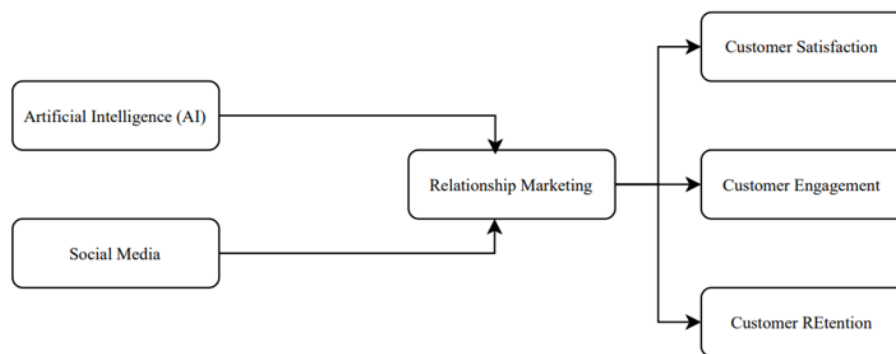 Customer Satisfaction
Artificial Intelligence (AI)
Relationship Marketing
Customer Engagement
Social Media
Customer REtention